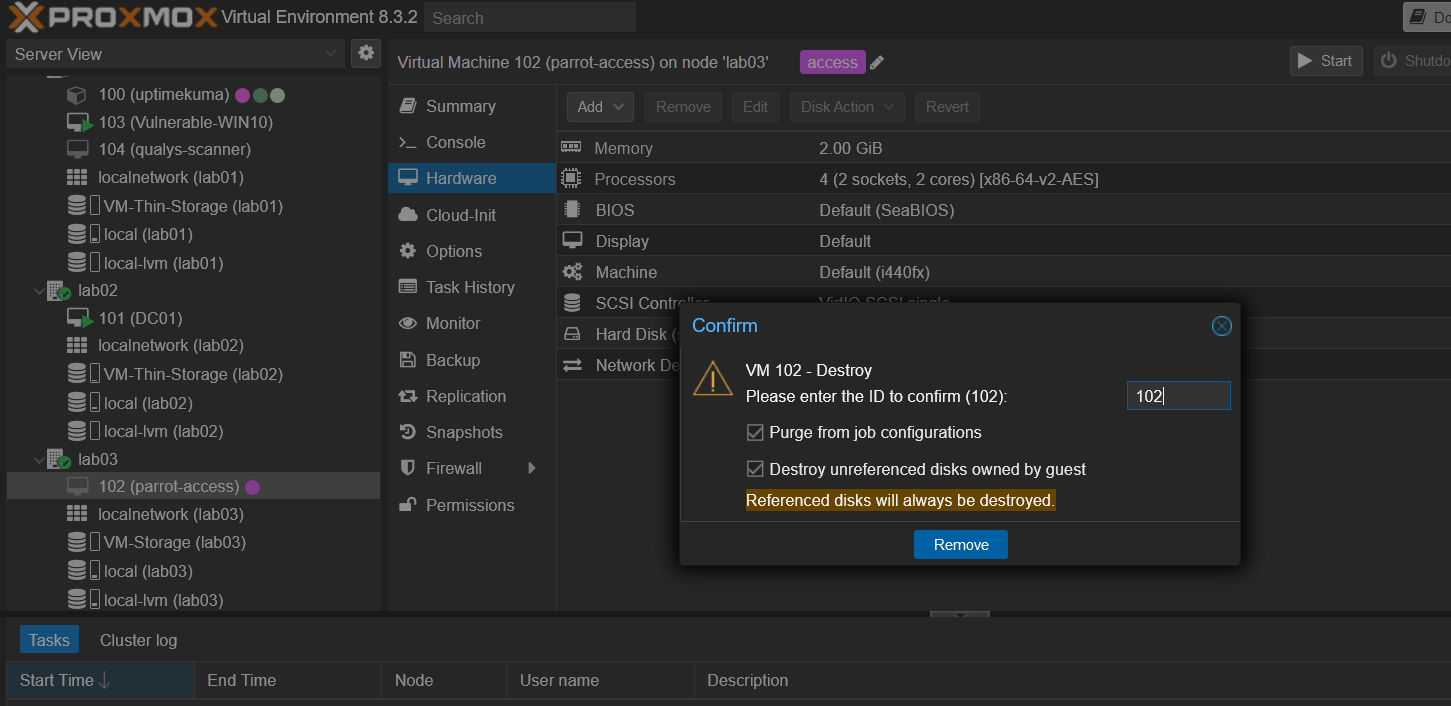 PROXMOX Virtual Environment 8.3.2 Search
Server View
Virtual Machine 102 (parrot-access) on node 'lab03' access Start
100 (uptimekuma)
103 (Vulnerable-WIN10)
104 (qualys-scanner)
localnetwork (lab01)
VM-Thin-Storage (lab01)
local (lab01)
local-lvm (lab01)
lab02
101 (DC01)
localnetwork (lab02)
VM-Thin-Storage (lab02)
local (lab02)
local-lvm (lab02)
lab03
102 (parrot-access)
localnetwork (lab03)
VM-Storage (lab03)
local (lab03)
local-lvm (lab03)
Summary
Console
Hardware
Cloud-Init
Options
Task History
Monitor
Backup
Replication
Snapshots
Firewall
Permissions
Add Remove Edit Disk Action Revert
Memory 2.00 GiB
Processors 4 (2 sockets, 2 cores) [x86-64-v2-AES]
BIOS Default (SeaBIOS)
Display Default
Machine Default (i440fx)
SCSI Controller VirtIO SCSI single
Hard Disk
Network
Confirm
VM 102 - Destroy
Please enter the ID to confirm (102): 102
Purge from job configurations
Destroy unreferenced disks owned by guest
Referenced disks will always be destroyed.
Remove
Tasks Cluster log
Start Time End Time Node User name Description